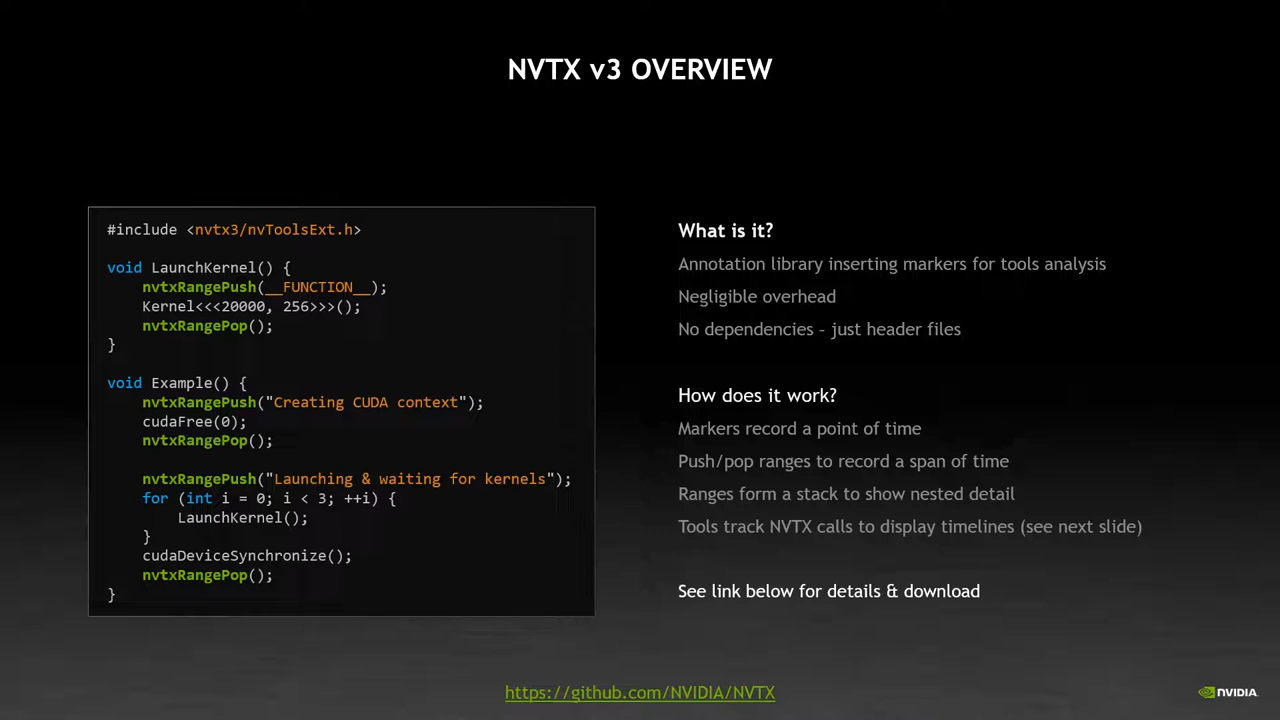 NVTX v3 OVERVIEW
#include <nvtx3/nvToolsExt.h>
void LaunchKernel() {
nvtxRangePush(__FUNCTION__);
Kernel<<<20000, 256>>>();
nvtxRangePop();
}
void Example() {
nvtxRangePush("Creating CUDA context");
cudaFree(0);
nvtxRangePop();
nvtxRangePush("Launching & waiting for kernels");
for (int i = 0; i < 3; ++i) {
LaunchKernel();
}
cudaDeviceSynchronize();
nvtxRangePop();
}
What is it?
Annotation library inserting markers for tools analysis
Negligible overhead
No dependencies – just header files
How does it work?
Markers record a point of time
Push/pop ranges to record a span of time
Ranges form a stack to show nested detail
Tools track NVTX calls to display timelines (see next slide)
See link below for details & download
https://github.com/NVIDIA/NVTX
NVIDIA.